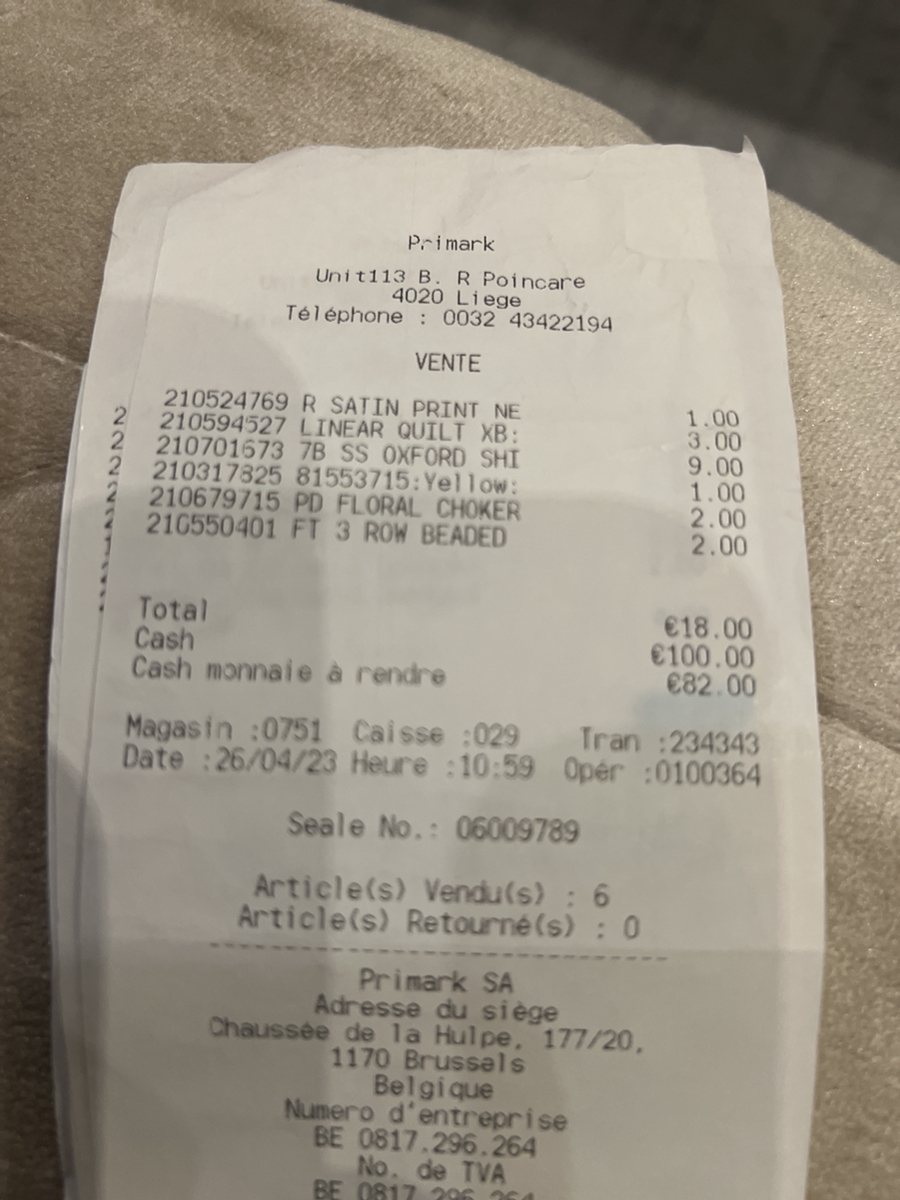 Primark
Unit113 B. R Poincare
4020 Liege
Téléphone : 0032 43422194
VENTE
210524769 R SATIN PRINT NE 1.00
210594527 LINEAR QUILT XB: 3.00
210701673 7B SS OXFORD SHI 9.00
210317825 81553715:Yellow: 1.00
210679715 PD FLORAL CHOKER 2.00
210550401 FT 3 ROW BEADED 2.00
Total €18.00
Cash €100.00
Cash monnaie à rendre €82.00
Magasin :0751 Caisse :029 Tran :234343
Date :26/04/23 Heure :10:59 Opér :0100364
Seale No.: 06009789
Article(s) Vendu(s) : 6
Article(s) Retourné(s) : 0
Primark SA
Adresse du siège
Chaussée de la Hulpe, 177/20,
1170 Brussels
Belgique
Numero d'entreprise
BE 0817.296.264
No. de TVA
BE 0817.296.264